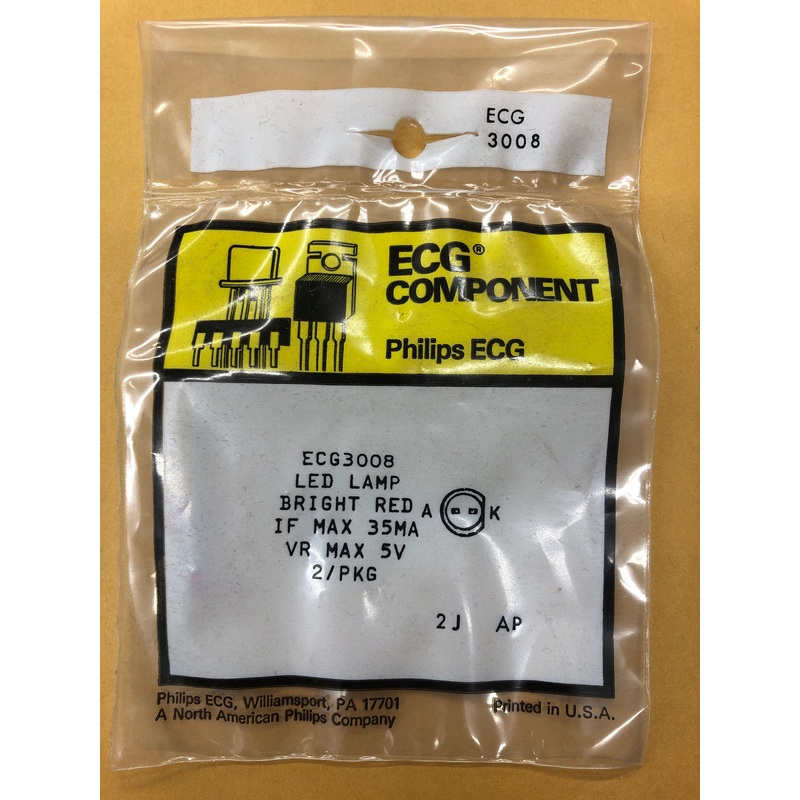 ECG
3008
ECG®
COMPONENT
Philips ECG
ECG3008
LED LAMP
BRIGHT RED
A K
IF MAX 35MA
VR MAX 5V
2/PKG
2J AP
Philips ECG, Williamsport, PA 17701
A North American Philips Company
Printed in U.S.A.